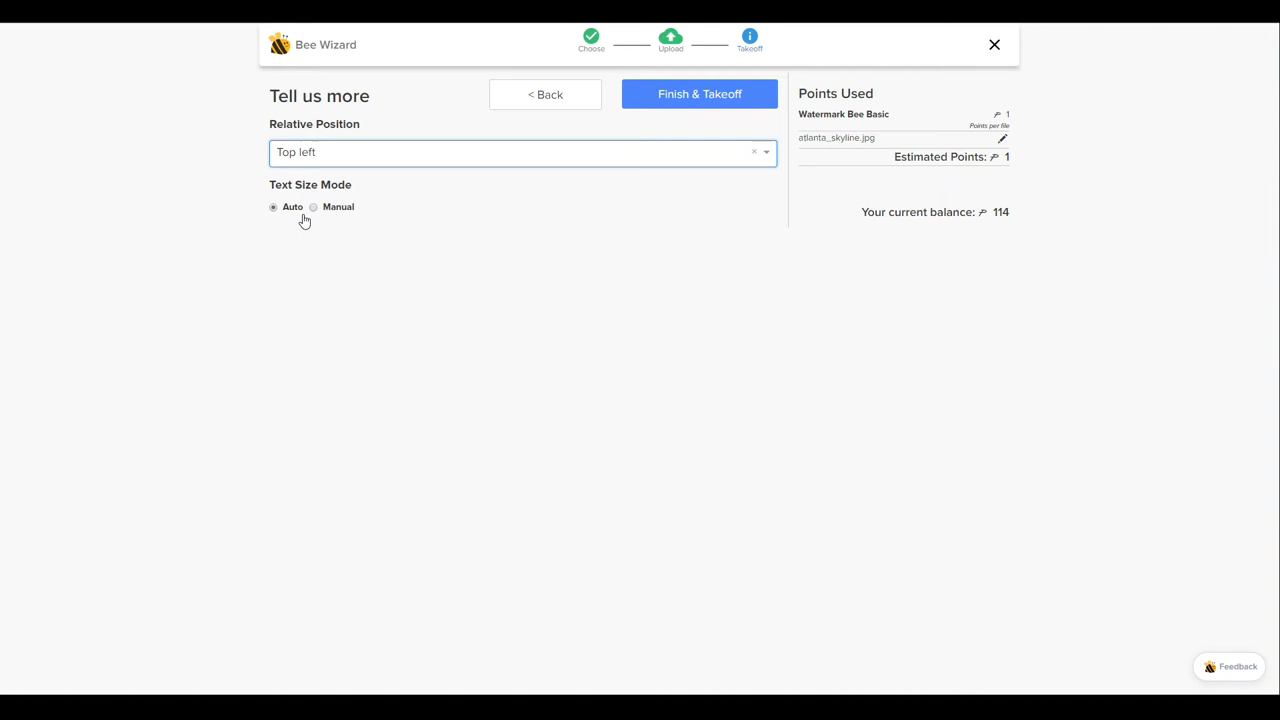 Bee Wizard
Choose
Upload
Takeoff
Tell us more
< Back
Finish & Takeoff
Relative Position
Top left
Text Size Mode
Auto
Manual
Points Used
Watermark Bee Basic 1
Points per file
atlanta_skyline.jpg
Estimated Points: 1
Your current balance: 114
Feedback